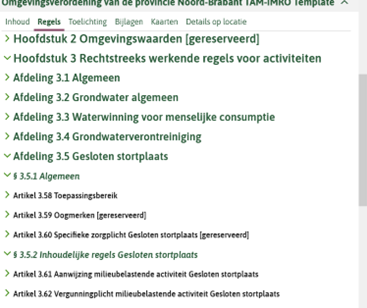 Omgevingsverordening van de provincie Noord-Brabant TAM-IMRO Template
Inhoud Regels Toelichting Bijlagen Kaarten Details op locatie
Hoofdstuk 2 Omgevingswaarden [gereserveerd]
Hoofdstuk 3 Rechtstreeks werkende regels voor activiteiten
Afdeling 3.1 Algemeen
Afdeling 3.2 Grondwater algemeen
Afdeling 3.3 Waterwinning voor menselijke consumptie
Afdeling 3.4 Grondwaterverontreiniging
Afdeling 3.5 Gesloten stortplaats
§ 3.5.1 Algemeen
Artikel 3.58 Toepassingsbereik
Artikel 3.59 Oogmerken [gereserveerd]
Artikel 3.60 Specifieke zorgplicht Gesloten stortplaats [gereserveerd]
§ 3.5.2 Inhoudelijke regels Gesloten stortplaats
Artikel 3.61 Aanwijzing milieubelastende activiteit Gesloten stortplaats
Artikel 3.62 Vergunningplicht milieubelastende activiteit Gesloten stortplaats